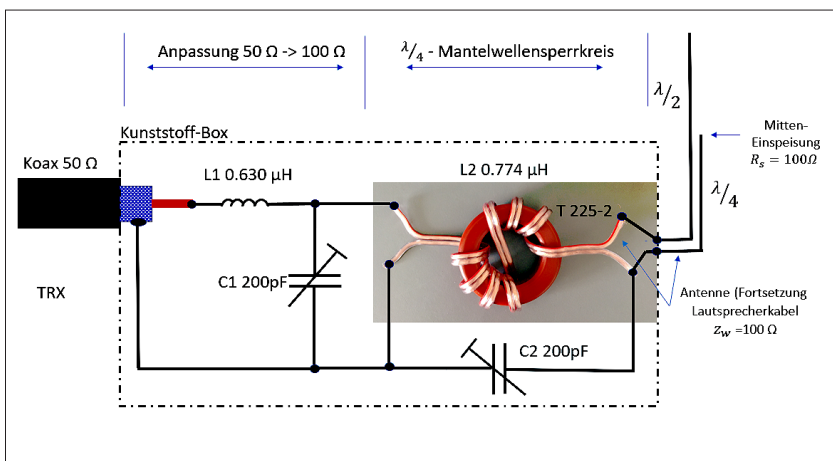 Anpassung 50 Ω -> 100 Ω
λ/4 - Mantelwellensperrkreis
λ/2
Kunststoff-Box
Mitten-
Einspeisung
R_s = 100Ω
Koax 50 Ω
L1 0.630 µH
L2 0.774 µH
λ/4
T 225-2
C1 200pF
TRX
Antenne (Fortsetzung
Lautsprecherkabel
z_w =100 Ω
C2 200pF